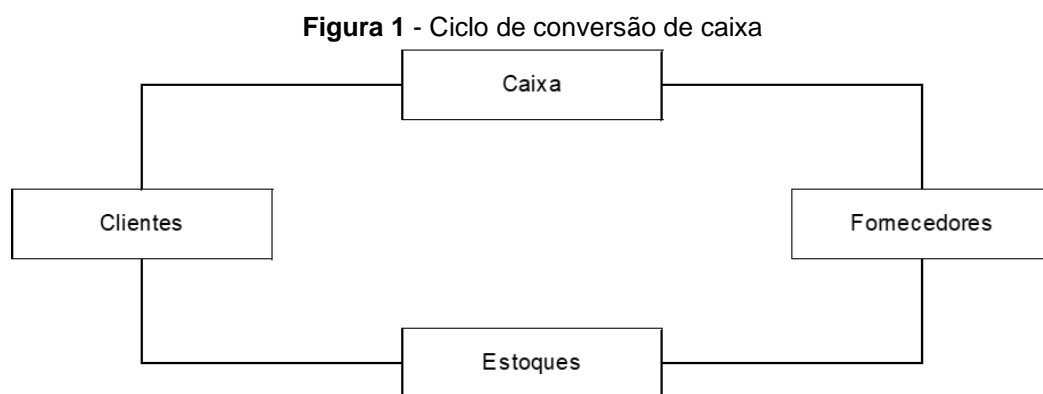 Figura 1 - Ciclo de conversão de caixa
Caixa
Clientes
Fornecedores
Estoques